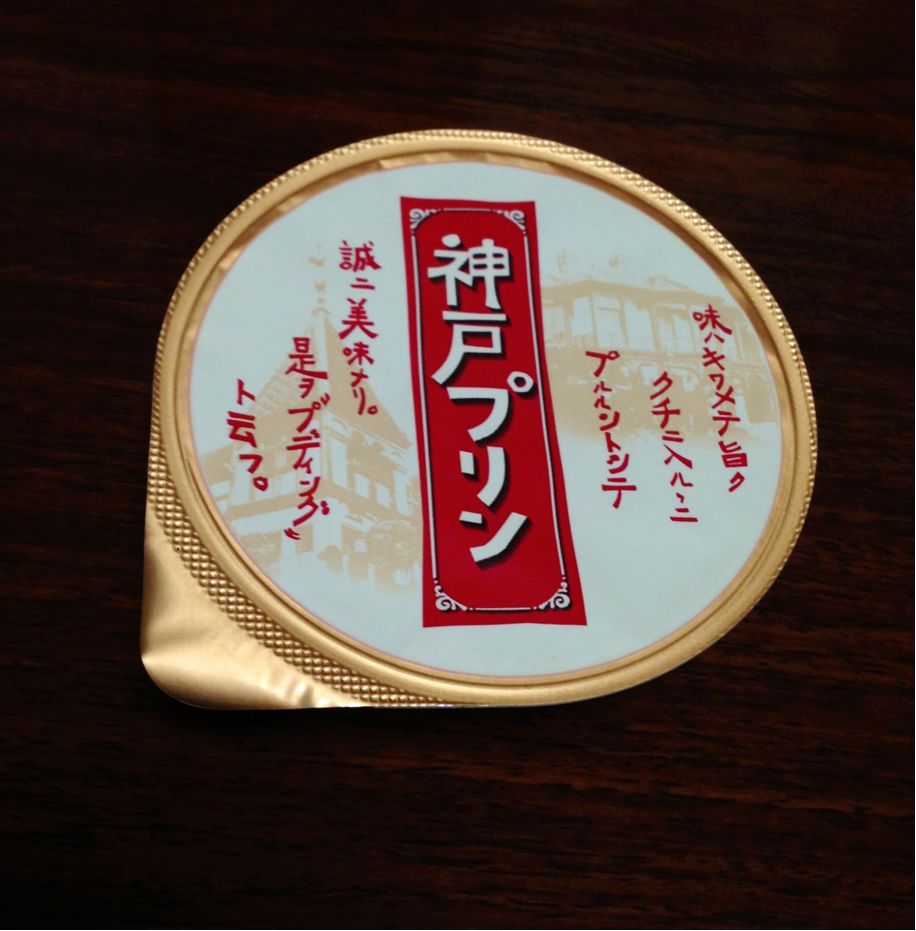 味ハキワメテ旨ク
クチニ入ルヽニ
プルルントシテ
神戸プリン
誠ニ美味ナリ。
是ヲプディングﾞ〟
ト云フ。